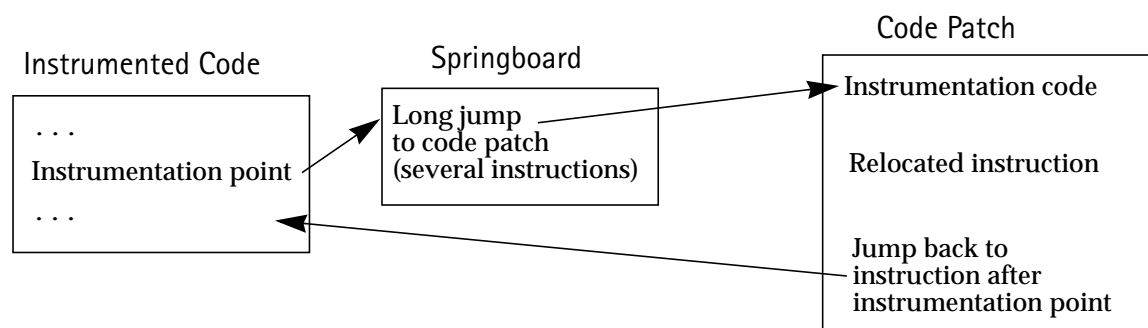 Instrumented Code
. . .
Instrumentation point
. . .
Springboard
Long jump
to code patch
(several instructions)
Code Patch
Instrumentation code
Relocated instruction
Jump back to
instruction after
instrumentation point